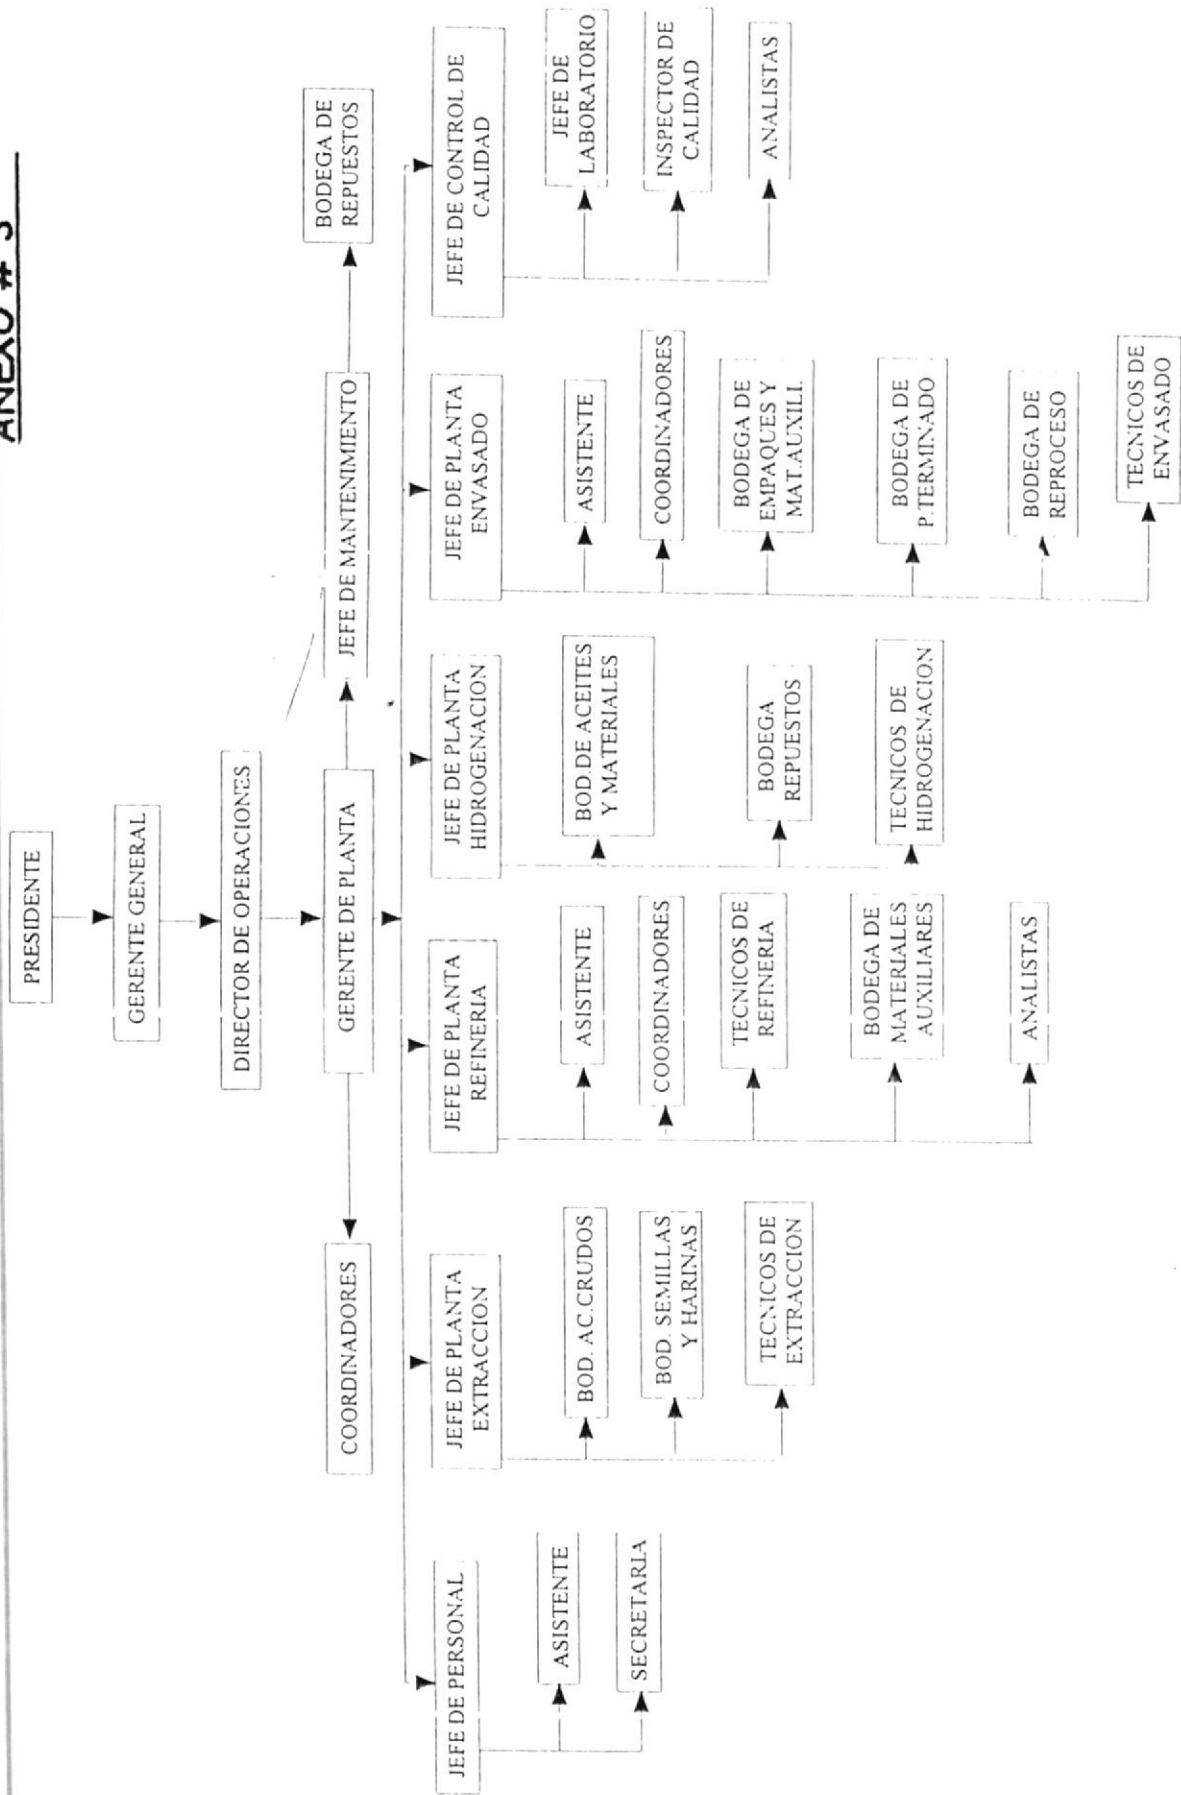 ANEXO # 3
PRESIDENTE
GERENTE GENERAL
DIRECTOR DE OPERACIONES
COORDINADORES
GERENTE DE PLANTA
JEFE DE MANTENIMIENTO
BODEGA DE
REPUESTOS
JEFE DE PERSONAL
ASISTENTE
SECRETARIA
JEFE DE PLANTA
EXTRACCION
BOD. AC.CRUDOS
BOD. SEMILLAS
Y HARINAS
TECNICOS DE
EXTRACCION
JEFE DE PLANTA
REFINERIA
ASISTENTE
COORDINADORES
TECNICOS DE
REFINERIA
BODEGA DE
MATERIALES
AUXILIARES
ANALISTAS
JEFE DE PLANTA
HIDROGENACION
BOD.DE ACEITES
Y MATERIALES
BODEGA
REPUESTOS
TECNICOS DE
HIDROGENACION
JEFE DE PLANTA
ENVASADO
ASISTENTE
COORDINADORES
BODEGA DE
EMPAQUES Y
MAT.AUXILI.
BODEGA DE
P.TERMINADO
BODEGA DE
REPROCESO
TECNICOS DE
ENVASADO
JEFE DE CONTROL DE
CALIDAD
JEFE DE
LABORATORIO
INSPECTOR DE
CALIDAD
ANALISTAS